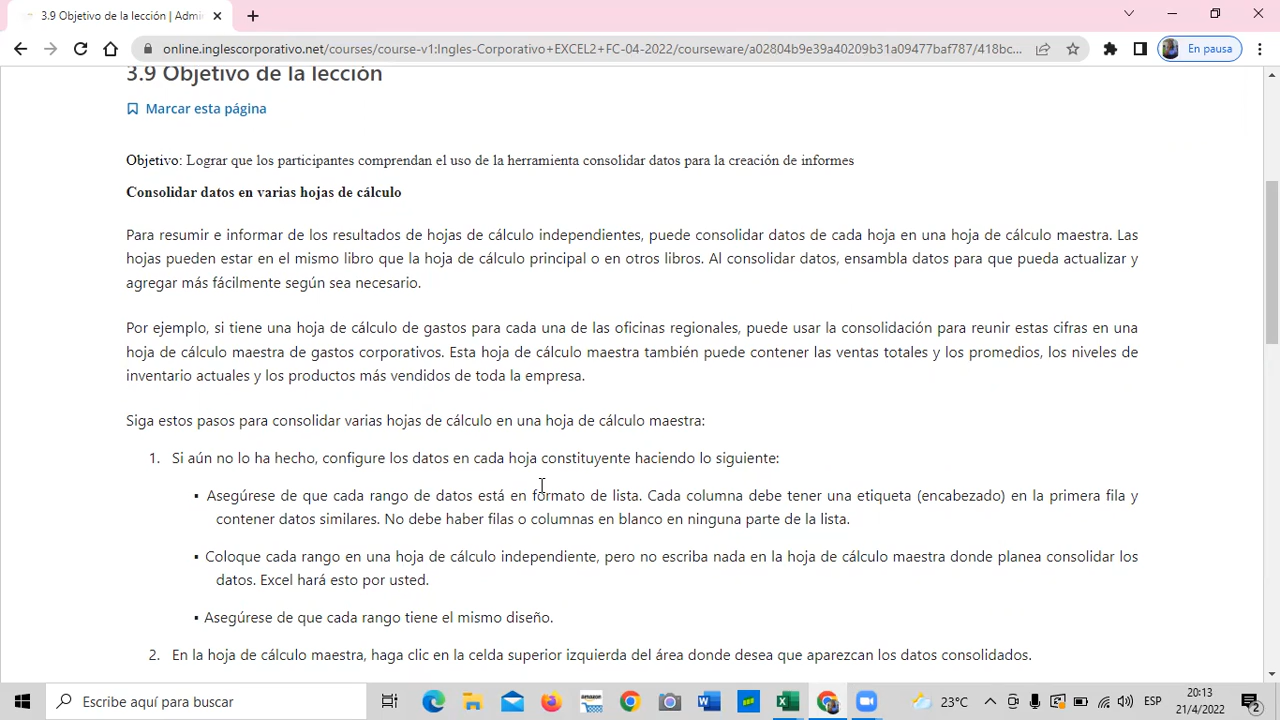 3.9 Objetivo de la lección | Admi
online.inglescorporativo.net/courses/course-v1:Ingles-Corporativo+EXCEL2+FC-04-2022/courseware/a02804b9e39a40209b31a09477baf787/418bc...
En pausa
3.9 Objetivo de la lección
Marcar esta página
Objetivo: Lograr que los participantes comprendan el uso de la herramienta consolidar datos para la creación de informes
Consolidar datos en varias hojas de cálculo
Para resumir e informar de los resultados de hojas de cálculo independientes, puede consolidar datos de cada hoja en una hoja de cálculo maestra. Las
hojas pueden estar en el mismo libro que la hoja de cálculo principal o en otros libros. Al consolidar datos, ensambla datos para que pueda actualizar y
agregar más fácilmente según sea necesario.
Por ejemplo, si tiene una hoja de cálculo de gastos para cada una de las oficinas regionales, puede usar la consolidación para reunir estas cifras en una
hoja de cálculo maestra de gastos corporativos. Esta hoja de cálculo maestra también puede contener las ventas totales y los promedios, los niveles de
inventario actuales y los productos más vendidos de toda la empresa.
Siga estos pasos para consolidar varias hojas de cálculo en una hoja de cálculo maestra:
1. Si aún no lo ha hecho, configure los datos en cada hoja constituyente haciendo lo siguiente:
▪ Asegúrese de que cada rango de datos está en formato de lista. Cada columna debe tener una etiqueta (encabezado) en la primera fila y
contener datos similares. No debe haber filas o columnas en blanco en ninguna parte de la lista.
▪ Coloque cada rango en una hoja de cálculo independiente, pero no escriba nada en la hoja de cálculo maestra donde planea consolidar los
datos. Excel hará esto por usted.
▪ Asegúrese de que cada rango tiene el mismo diseño.
2. En la hoja de cálculo maestra, haga clic en la celda superior izquierda del área donde desea que aparezcan los datos consolidados.
Escribe aquí para buscar
amazon
23°C
ESP
20:13
21/4/2022
2